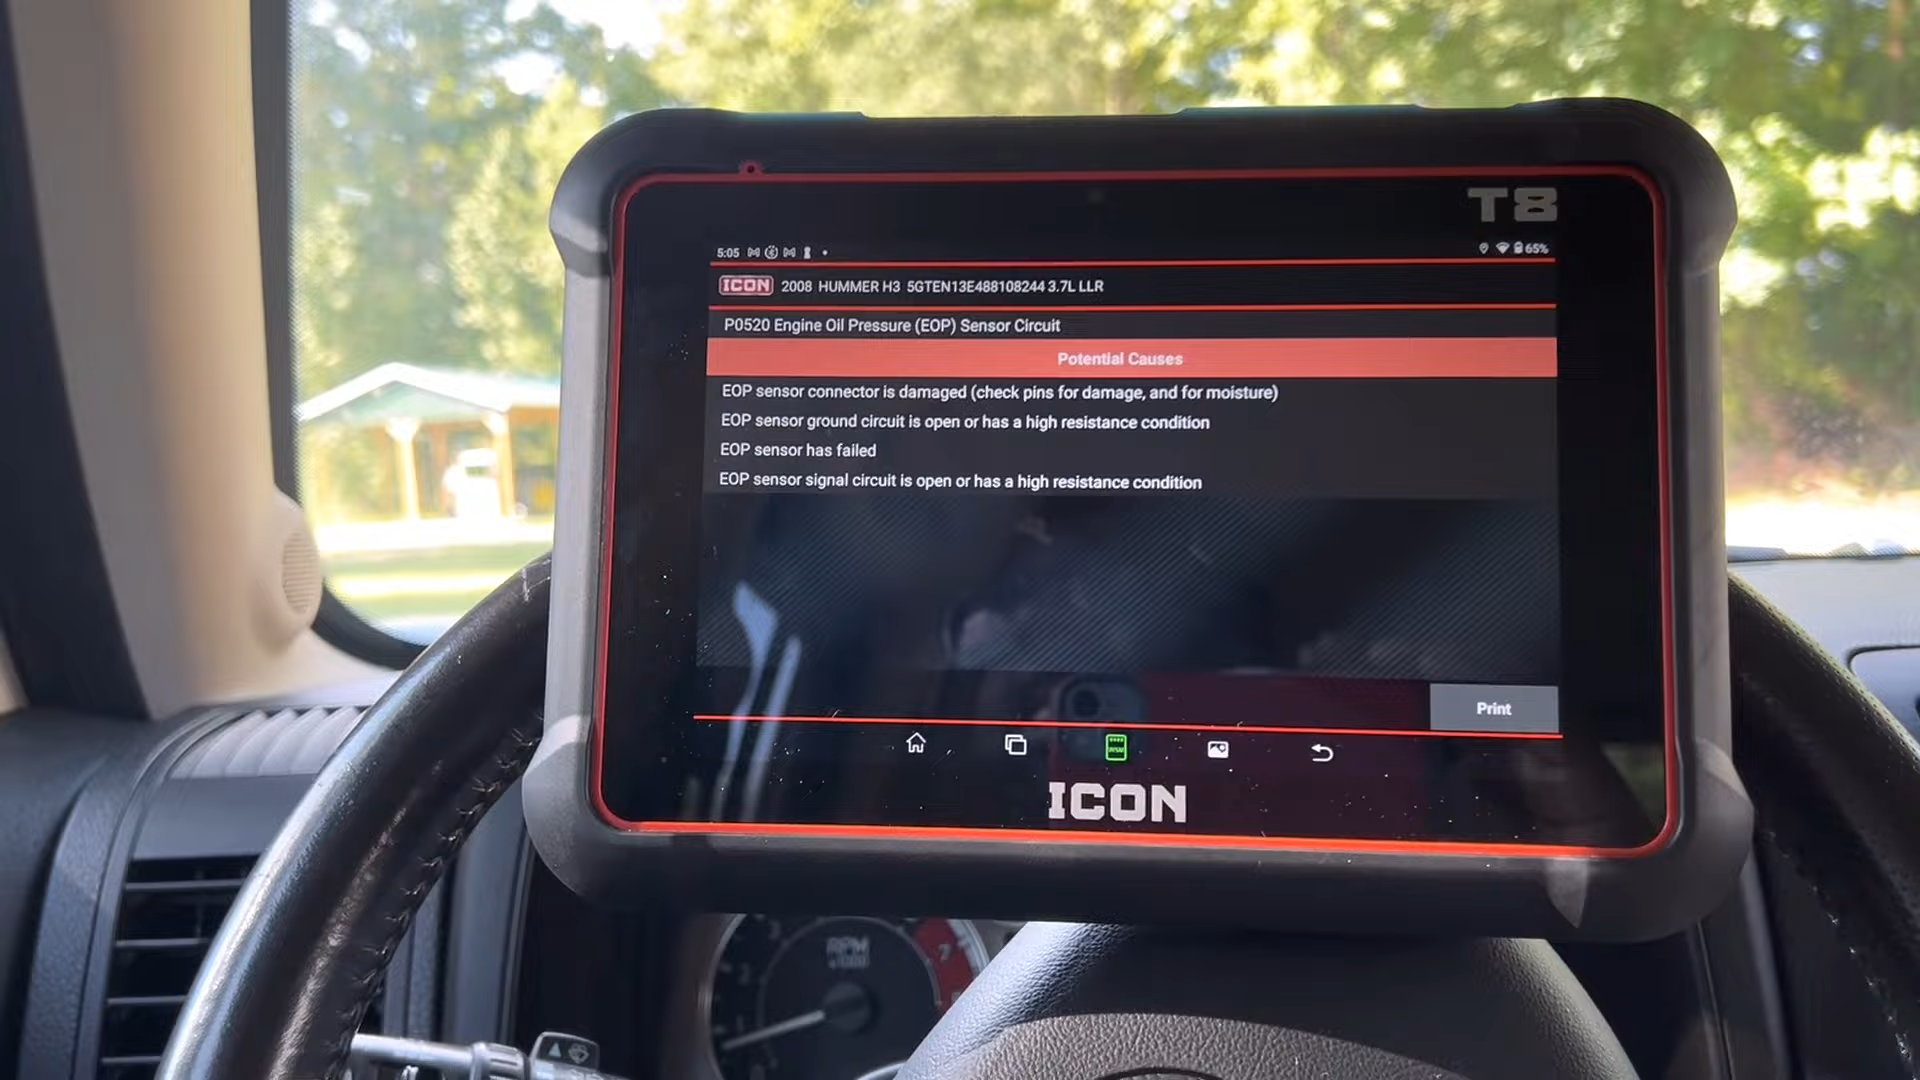 T8
5:05
65%
ICON 2008 HUMMER H3 5GTEN13E488108244 3.7L LLR
P0520 Engine Oil Pressure (EOP) Sensor Circuit
Potential Causes
EOP sensor connector is damaged (check pins for damage, and for moisture)
EOP sensor ground circuit is open or has a high resistance condition
EOP sensor has failed
EOP sensor signal circuit is open or has a high resistance condition
Print
ICON
RPM
7